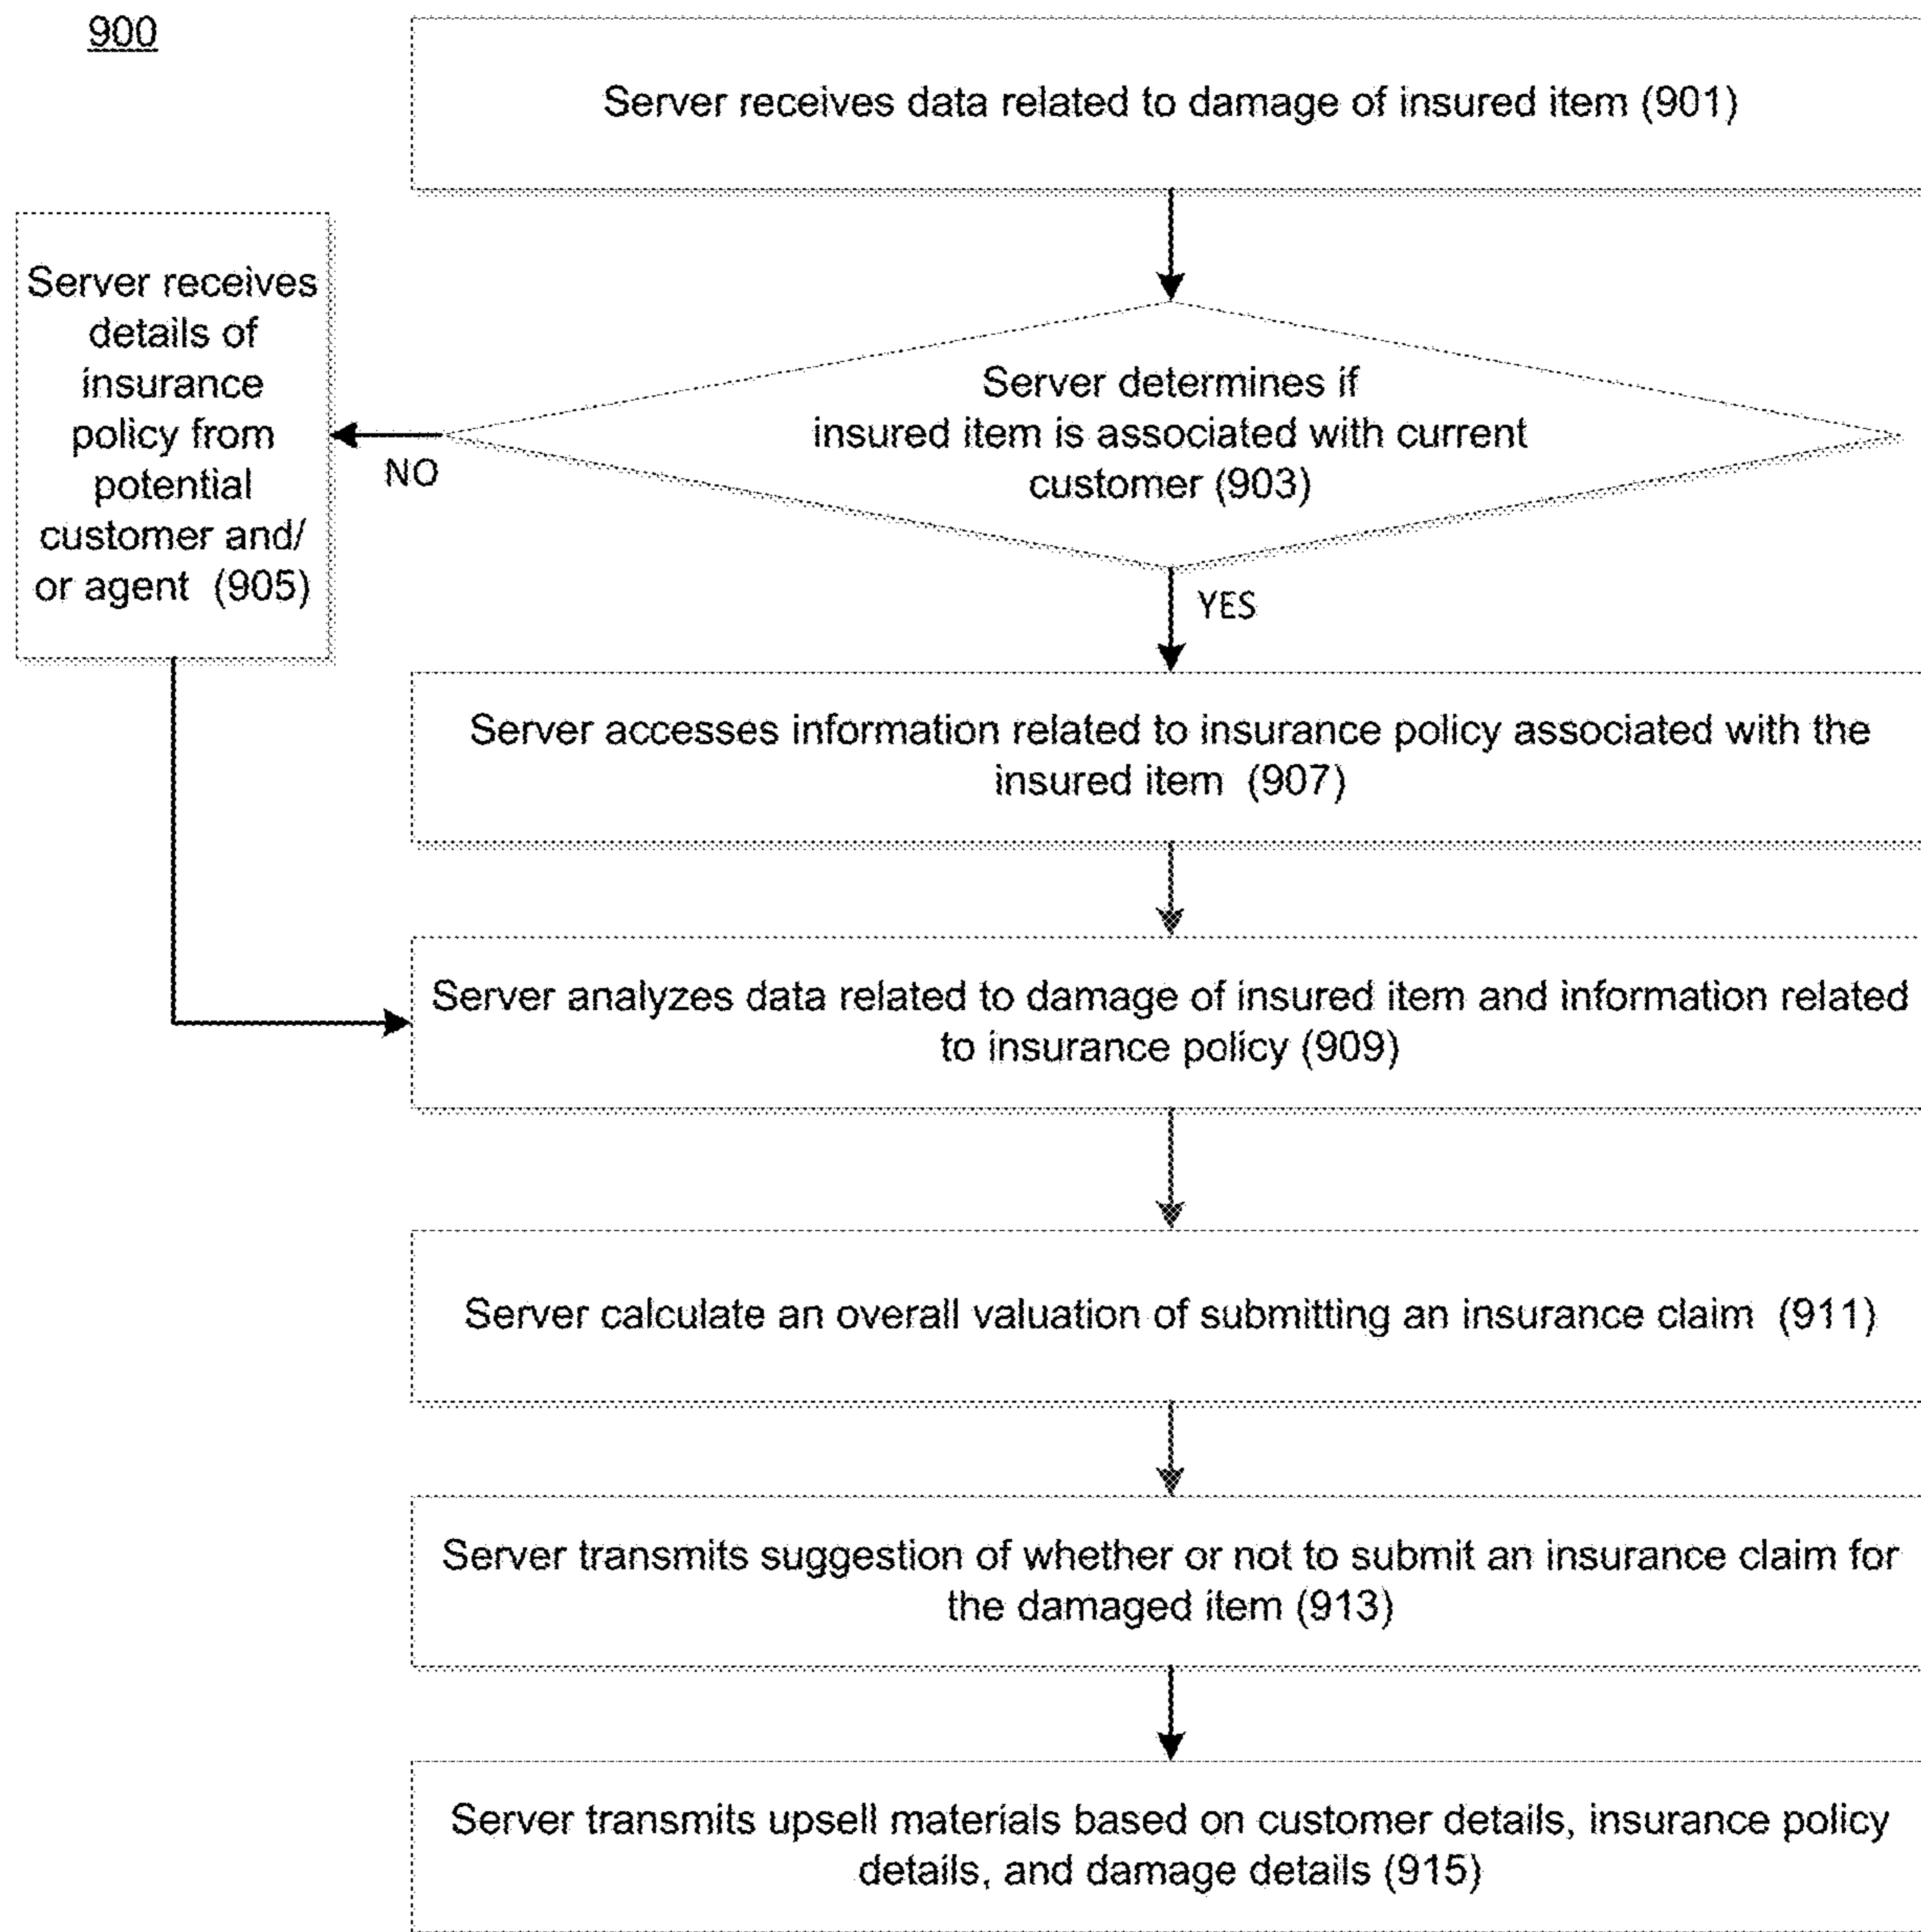 900
Server receives data related to damage of insured item (901)
Server determines if
insured item is associated with current
customer (903)
NO
YES
Server receives
details of
insurance
policy from
potential
customer and/
or agent (905)
Server accesses information related to insurance policy associated with the
insured item (907)
Server analyzes data related to damage of insured item and information related
to insurance policy (909)
Server calculate an overall valuation of submitting an insurance claim (911)
Server transmits suggestion of whether or not to submit an insurance claim for
the damaged item (913)
Server transmits upsell materials based on customer details, insurance policy
details, and damage details (915)